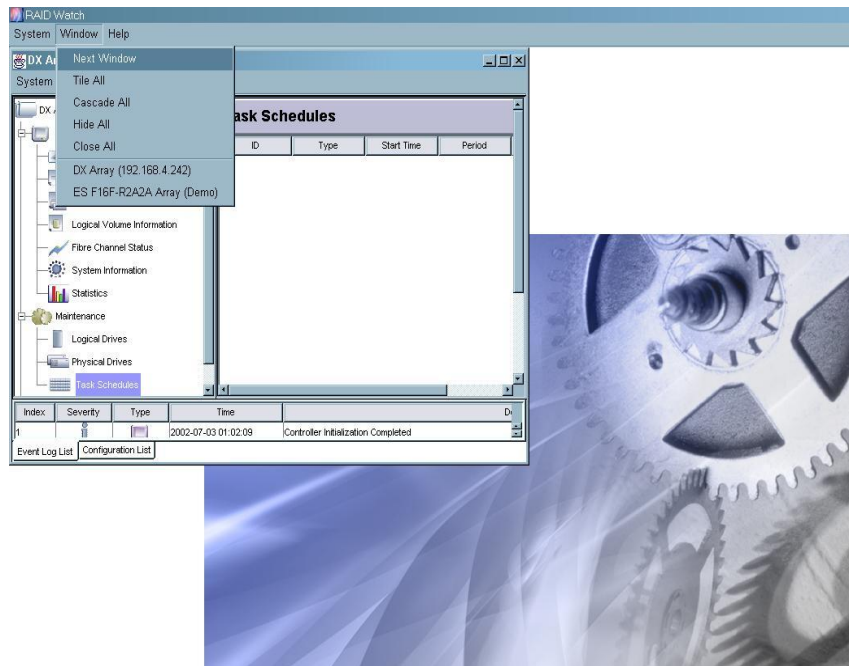 RAID Watch
System Window Help
DX A
System
Next Window
Tile All
Cascade All
Hide All
Close All
DX Array (192.168.4.242)
ES F16F-R2A2A Array (Demo)
DX
ask Schedules
ID Type Start Time Period
Logical Volume Information
Fibre Channel Status
System Information
Statistics
Maintenance
Logical Drives
Physical Drives
Task Schedules
Index Severity Type Time D
1 2002-07-03 01:02:09 Controller Initialization Completed
Event Log List Configuration List